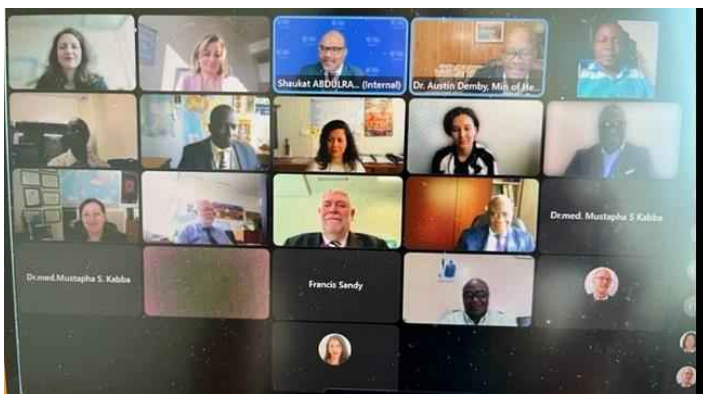 Shaukat ABDULRA... (Internal)
Dr. Austin Demby, Min of He...
Dr.med. Mustapha S Kabba
Dr.med.Mustapha S. Kabba
Francis Sandy